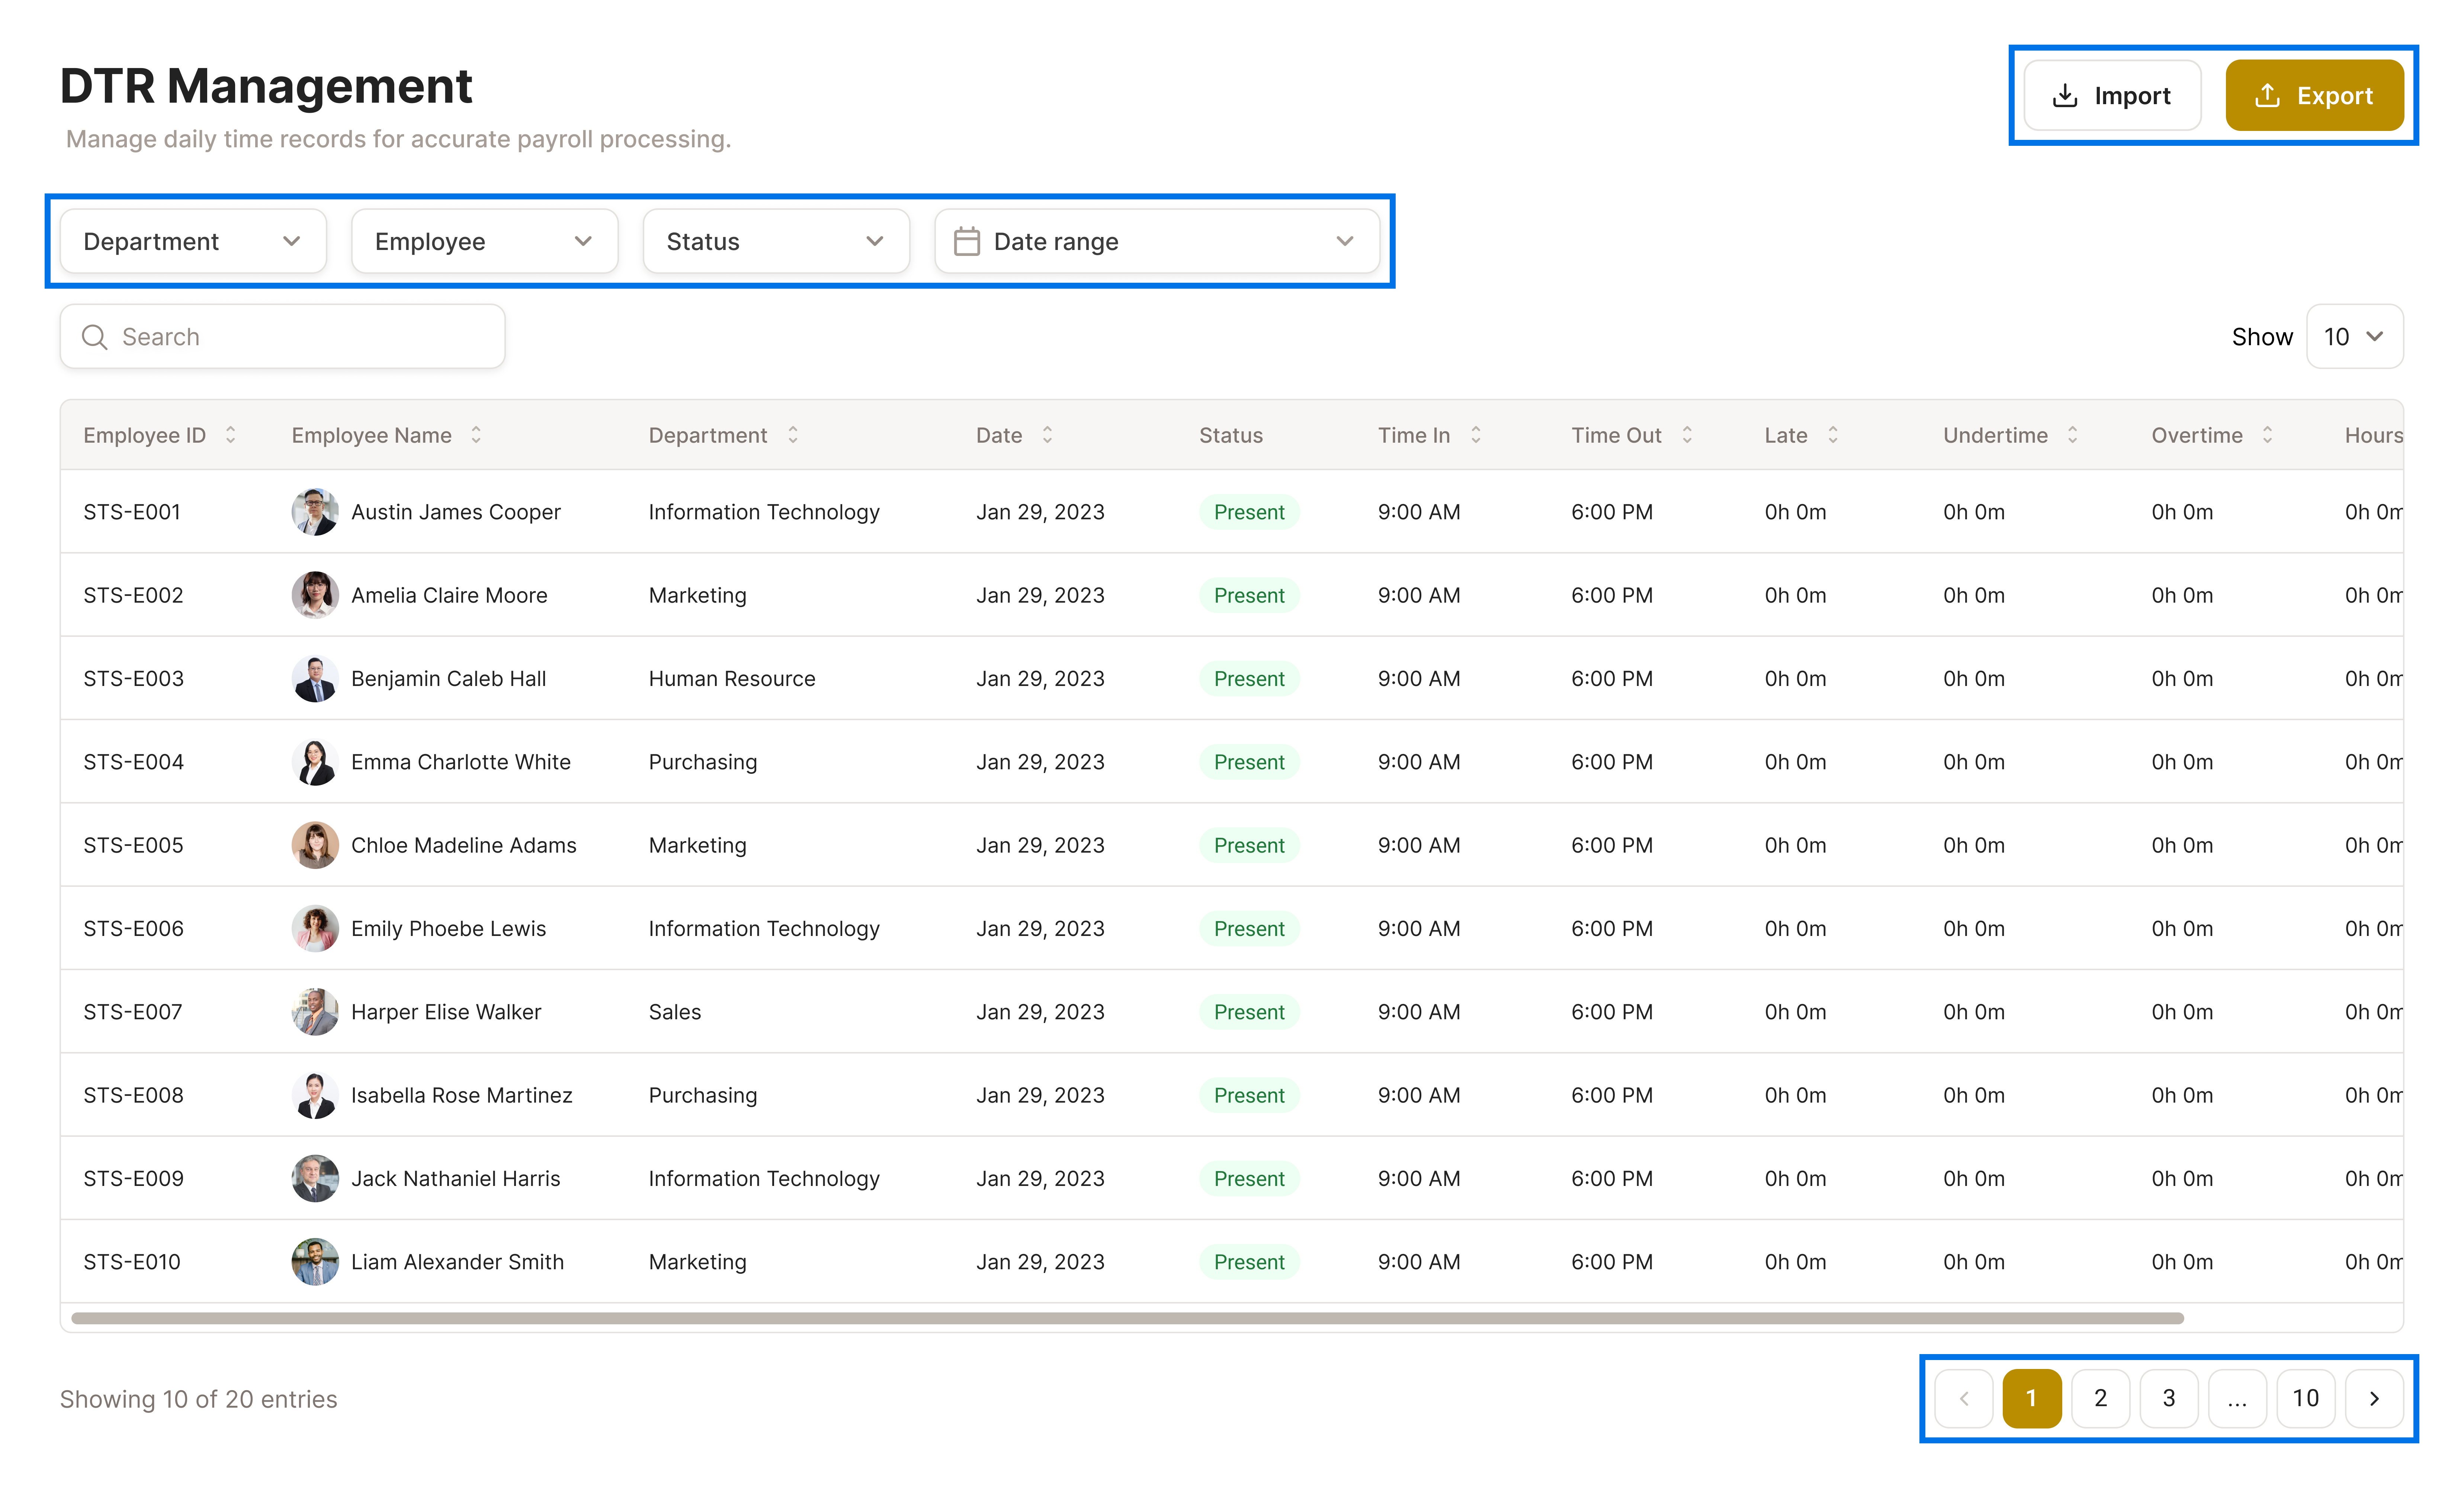 DTR Management
Manage daily time records for accurate payroll processing.
Import Export
Department Employee Status Date range
Search
Show 10
Employee ID Employee Name Department Date Status Time In Time Out Late Undertime Overtime Hours
STS-E001 Austin James Cooper Information Technology Jan 29, 2023 Present 9:00 AM 6:00 PM 0h 0m 0h 0m 0h 0m 0h 0m
STS-E002 Amelia Claire Moore Marketing Jan 29, 2023 Present 9:00 AM 6:00 PM 0h 0m 0h 0m 0h 0m 0h 0m
STS-E003 Benjamin Caleb Hall Human Resource Jan 29, 2023 Present 9:00 AM 6:00 PM 0h 0m 0h 0m 0h 0m 0h 0m
STS-E004 Emma Charlotte White Purchasing Jan 29, 2023 Present 9:00 AM 6:00 PM 0h 0m 0h 0m 0h 0m 0h 0m
STS-E005 Chloe Madeline Adams Marketing Jan 29, 2023 Present 9:00 AM 6:00 PM 0h 0m 0h 0m 0h 0m 0h 0m
STS-E006 Emily Phoebe Lewis Information Technology Jan 29, 2023 Present 9:00 AM 6:00 PM 0h 0m 0h 0m 0h 0m 0h 0m
STS-E007 Harper Elise Walker Sales Jan 29, 2023 Present 9:00 AM 6:00 PM 0h 0m 0h 0m 0h 0m 0h 0m
STS-E008 Isabella Rose Martinez Purchasing Jan 29, 2023 Present 9:00 AM 6:00 PM 0h 0m 0h 0m 0h 0m 0h 0m
STS-E009 Jack Nathaniel Harris Information Technology Jan 29, 2023 Present 9:00 AM 6:00 PM 0h 0m 0h 0m 0h 0m 0h 0m
STS-E010 Liam Alexander Smith Marketing Jan 29, 2023 Present 9:00 AM 6:00 PM 0h 0m 0h 0m 0h 0m 0h 0m
Showing 10 of 20 entries
1 2 3 ... 10